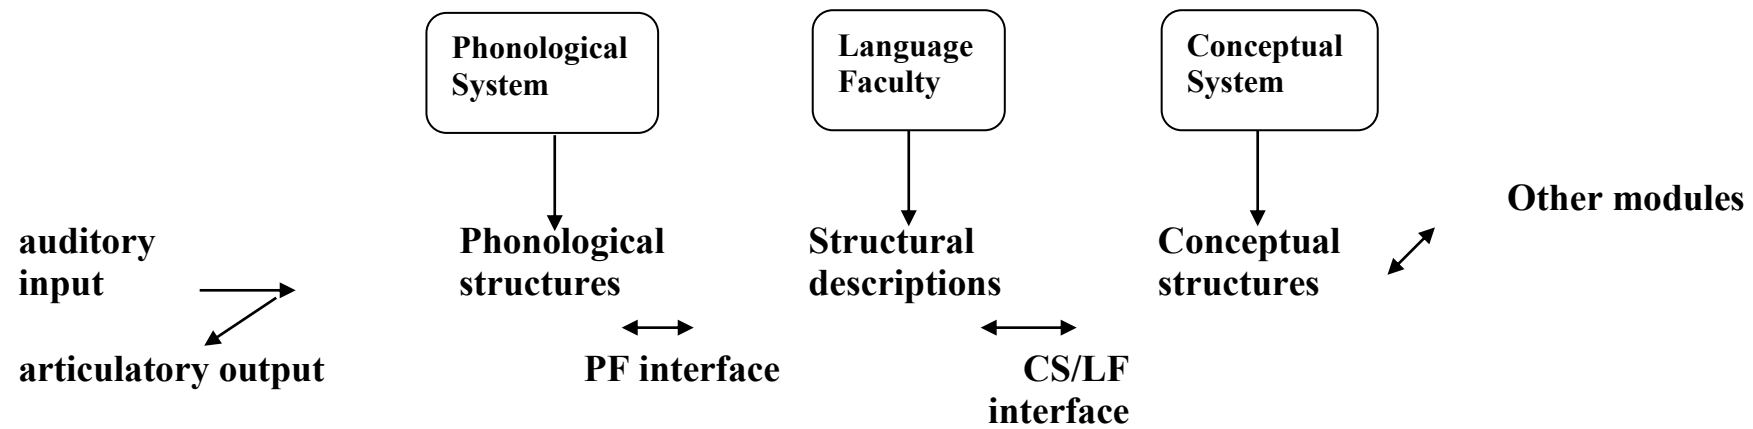 Phonological
System
Language
Faculty
Conceptual
System
Other modules
auditory
input
Phonological
structures
Structural
descriptions
Conceptual
structures
articulatory output
PF interface
CS/LF
interface